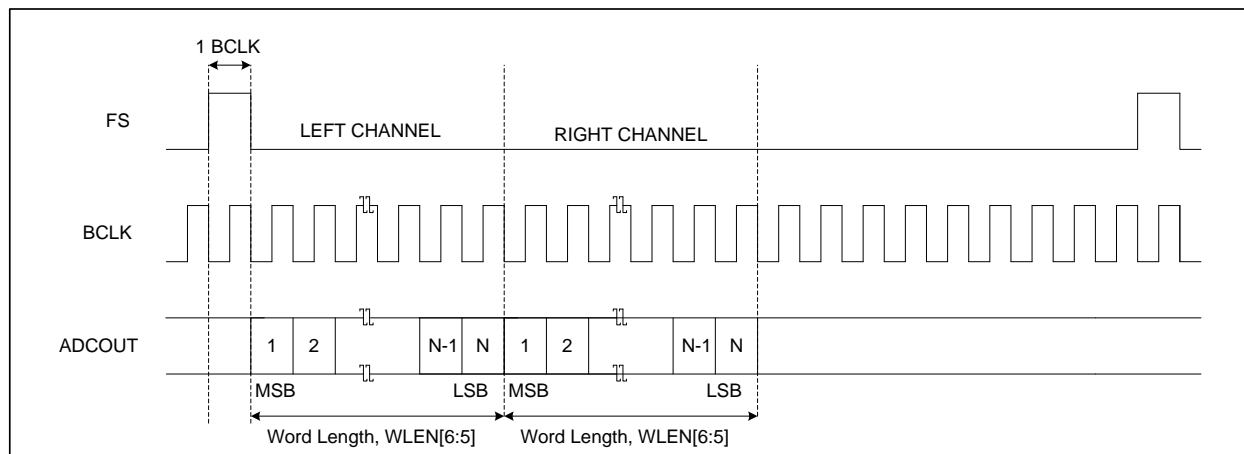 1 BCLK
FS
LEFT CHANNEL
RIGHT CHANNEL
BCLK
ADCOUT
1 2 N-1 N 1 2 N-1 N
MSB LSB MSB LSB
Word Length, WLEN[6:5] Word Length, WLEN[6:5]